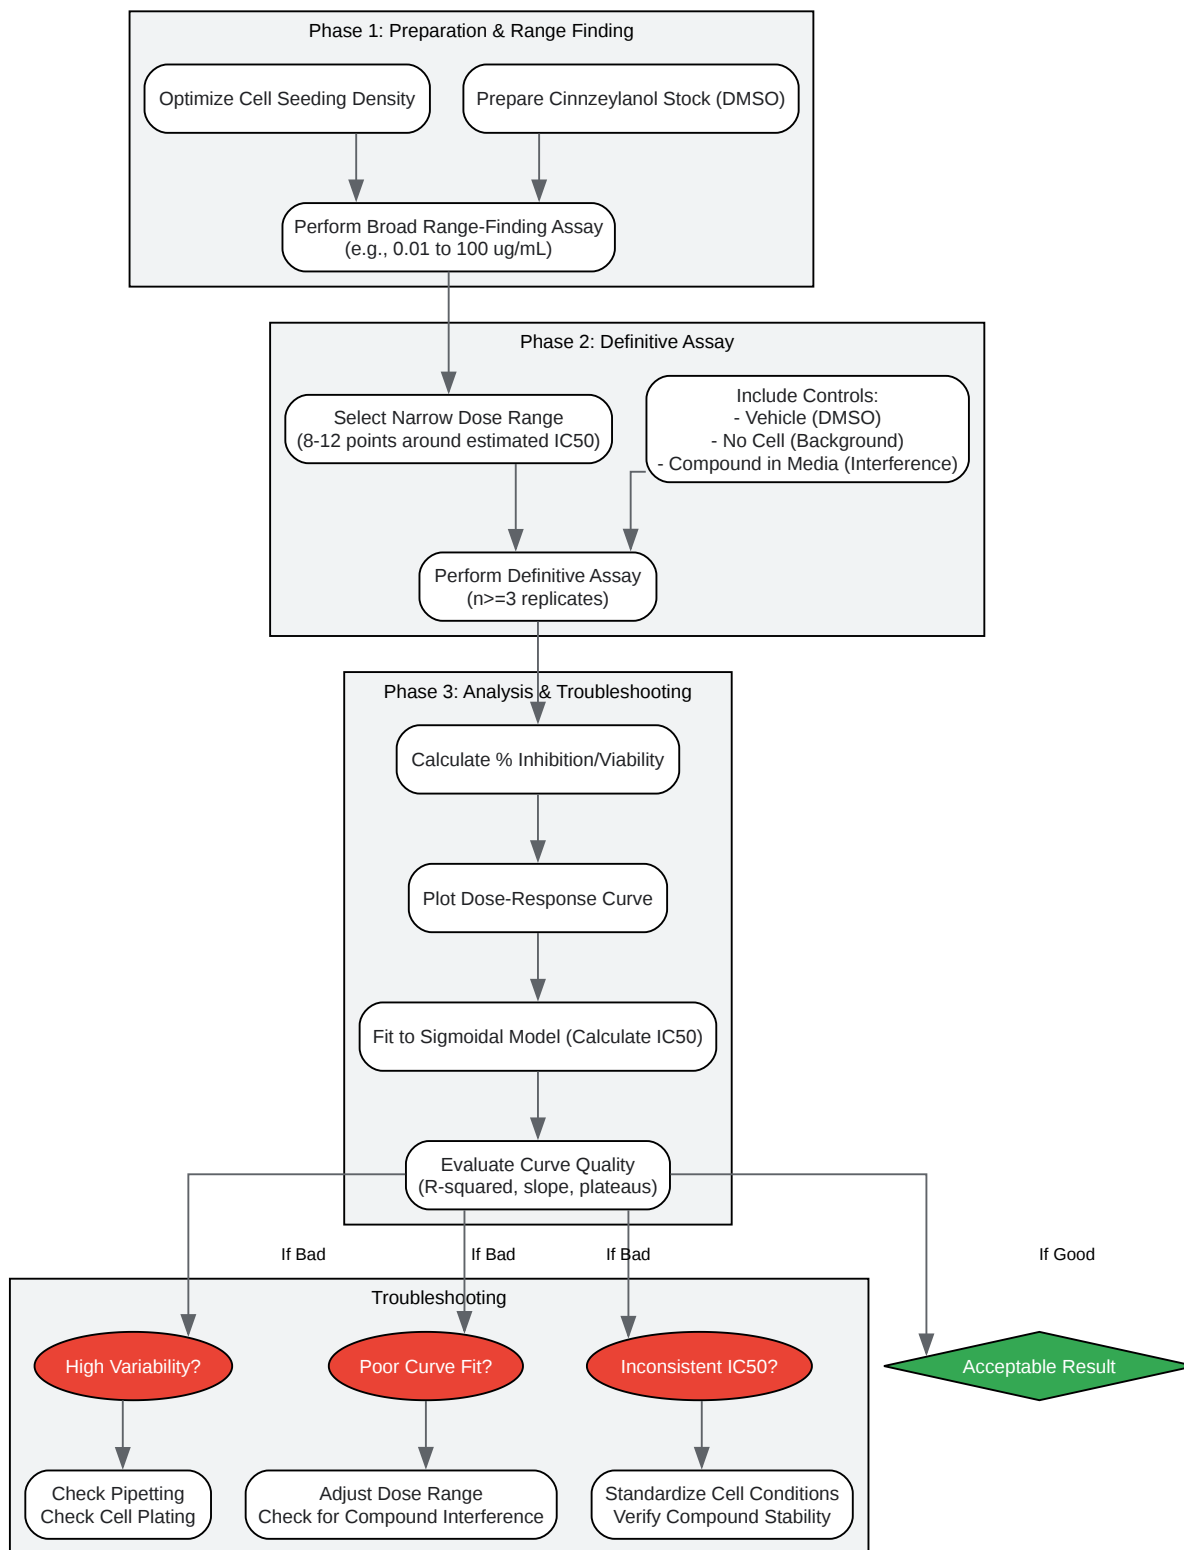 Phase 1: Preparation & Range Finding
Optimize Cell Seeding Density
Prepare Cinnzeylanol Stock (DMSO)
Perform Broad Range-Finding Assay
(e.g., 0.01 to 100 ug/mL)
Phase 2: Definitive Assay
Select Narrow Dose Range
(8-12 points around estimated IC50)
Include Controls:
- Vehicle (DMSO)
- No Cell (Background)
- Compound in Media (Interference)
Perform Definitive Assay
(n>=3 replicates)
Phase 3: Analysis & Troubleshooting
Calculate % Inhibition/Viability
Plot Dose-Response Curve
Fit to Sigmoidal Model (Calculate IC50)
Evaluate Curve Quality
(R-squared, slope, plateaus)
If Bad
If Bad
If Bad
If Good
Troubleshooting
High Variability?
Poor Curve Fit?
Inconsistent IC50?
Acceptable Result
Check Pipetting
Check Cell Plating
Adjust Dose Range
Check for Compound Interference
Standardize Cell Conditions
Verify Compound Stability